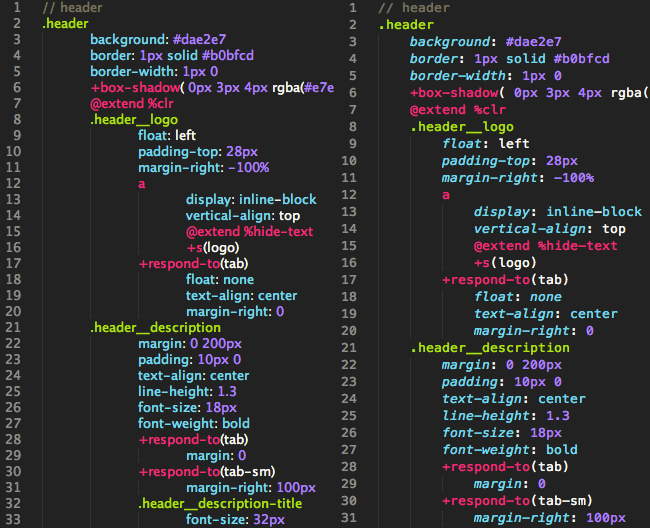 1 // header
2 .header
3 background: #dae2e7
4 border: 1px solid #b0bfcd
5 border-width: 1px 0
6 +box-shadow( 0px 3px 4px rgba(#e7e
7 @extend %clr
8 .header__logo
9 float: left
10 padding-top: 28px
11 margin-right: -100%
12 a
13 display: inline-block
14 vertical-align: top
15 @extend %hide-text
16 +s(logo)
17 +respond-to(tab)
18 float: none
19 text-align: center
20 margin-right: 0
21 .header__description
22 margin: 0 200px
23 padding: 10px 0
24 text-align: center
25 line-height: 1.3
26 font-size: 18px
27 font-weight: bold
28 +respond-to(tab)
29 margin: 0
30 +respond-to(tab-sm)
31 margin-right: 100px
32 .header__description-title
33 font-size: 32px
1 // header
2 .header
3 background: #dae2e7
4 border: 1px solid #b0bfcd
5 border-width: 1px 0
6 +box-shadow( 0px 3px 4px rgba(
7 @extend %clr
8 .header__logo
9 float: left
10 padding-top: 28px
11 margin-right: -100%
12 a
13 display: inline-block
14 vertical-align: top
15 @extend %hide-text
16 +s(logo)
17 +respond-to(tab)
18 float: none
19 text-align: center
20 margin-right: 0
21 .header__description
22 margin: 0 200px
23 padding: 10px 0
24 text-align: center
25 line-height: 1.3
26 font-size: 18px
27 font-weight: bold
28 +respond-to(tab)
29 margin: 0
30 +respond-to(tab-sm)
31 margin-right: 100px